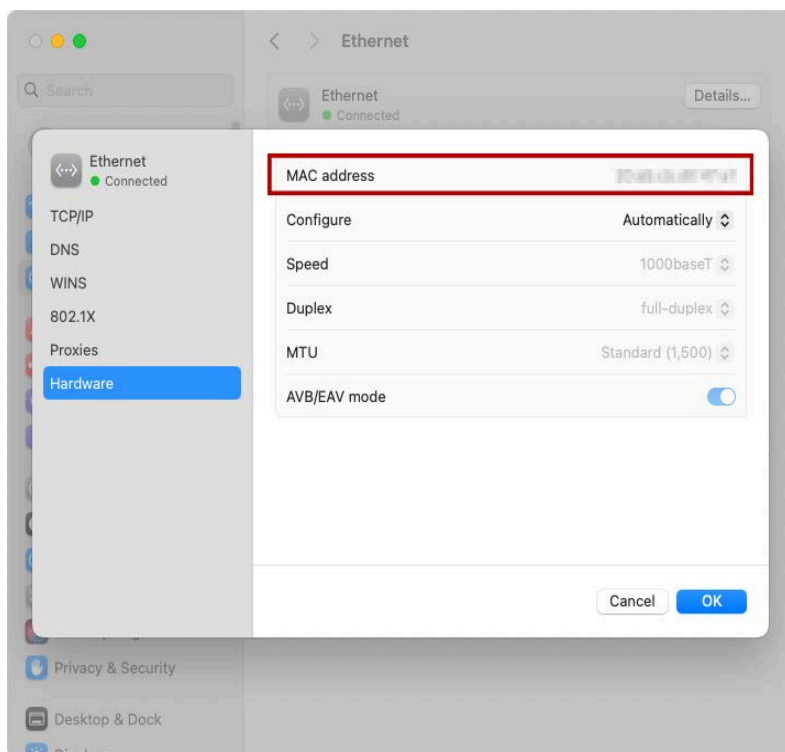 Ethernet
Search
Ethernet
Connected
Details...
Ethernet
Connected
TCP/IP
DNS
WINS
802.1X
Proxies
Hardware
MAC address
Configure Automatically
Speed 1000baseT
Duplex full-duplex
MTU Standard (1,500)
AVB/EAV mode
Cancel OK
Privacy & Security
Desktop & Dock